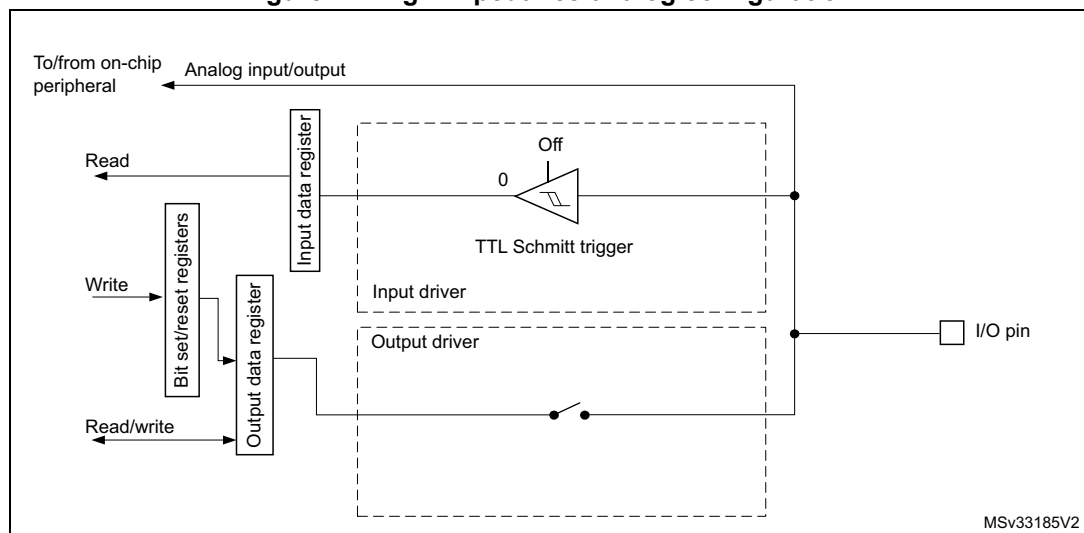 To/from on-chip
peripheral
Analog input/output
Read
Input data register
Off
0
TTL Schmitt trigger
Input driver
Write
Bit set/reset registers
Output data register
Read/write
Output driver
I/O pin
MSv33185V2